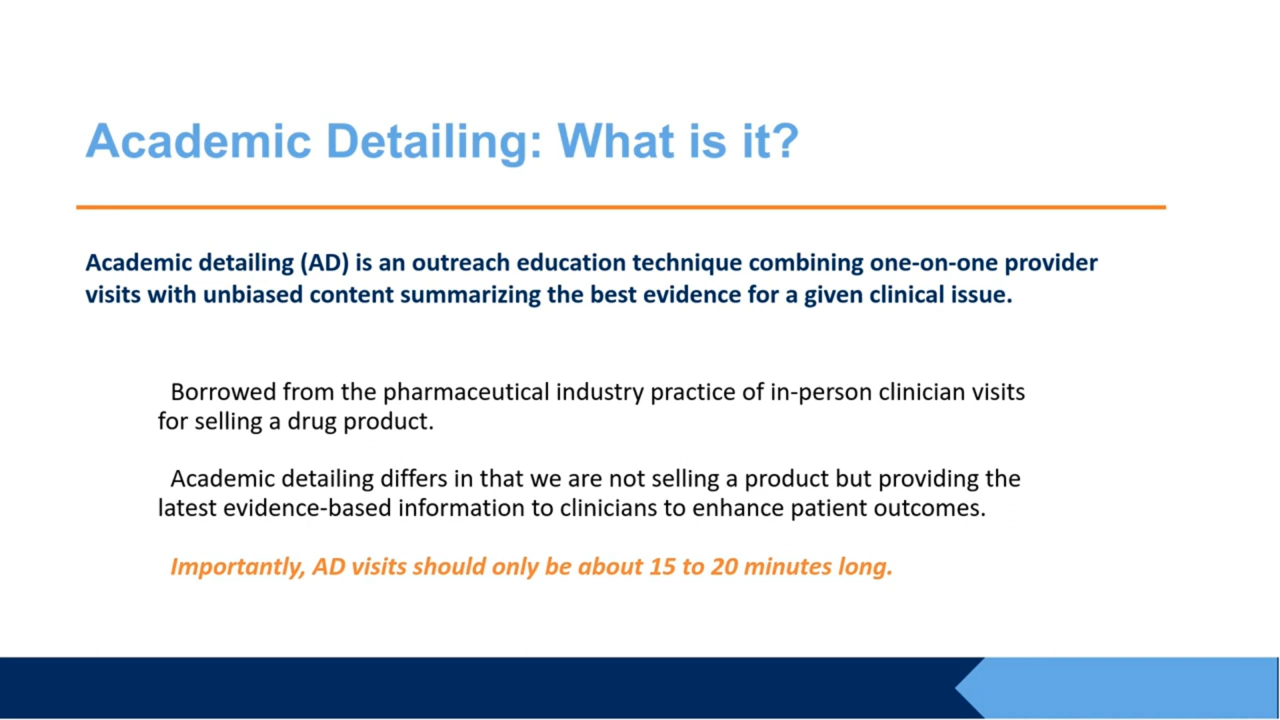 Academic Detailing: What is it?
Academic detailing (AD) is an outreach education technique combining one-on-one provider
visits with unbiased content summarizing the best evidence for a given clinical issue.
Borrowed from the pharmaceutical industry practice of in-person clinician visits
for selling a drug product.
Academic detailing differs in that we are not selling a product but providing the
latest evidence-based information to clinicians to enhance patient outcomes.
Importantly, AD visits should only be about 15 to 20 minutes long.